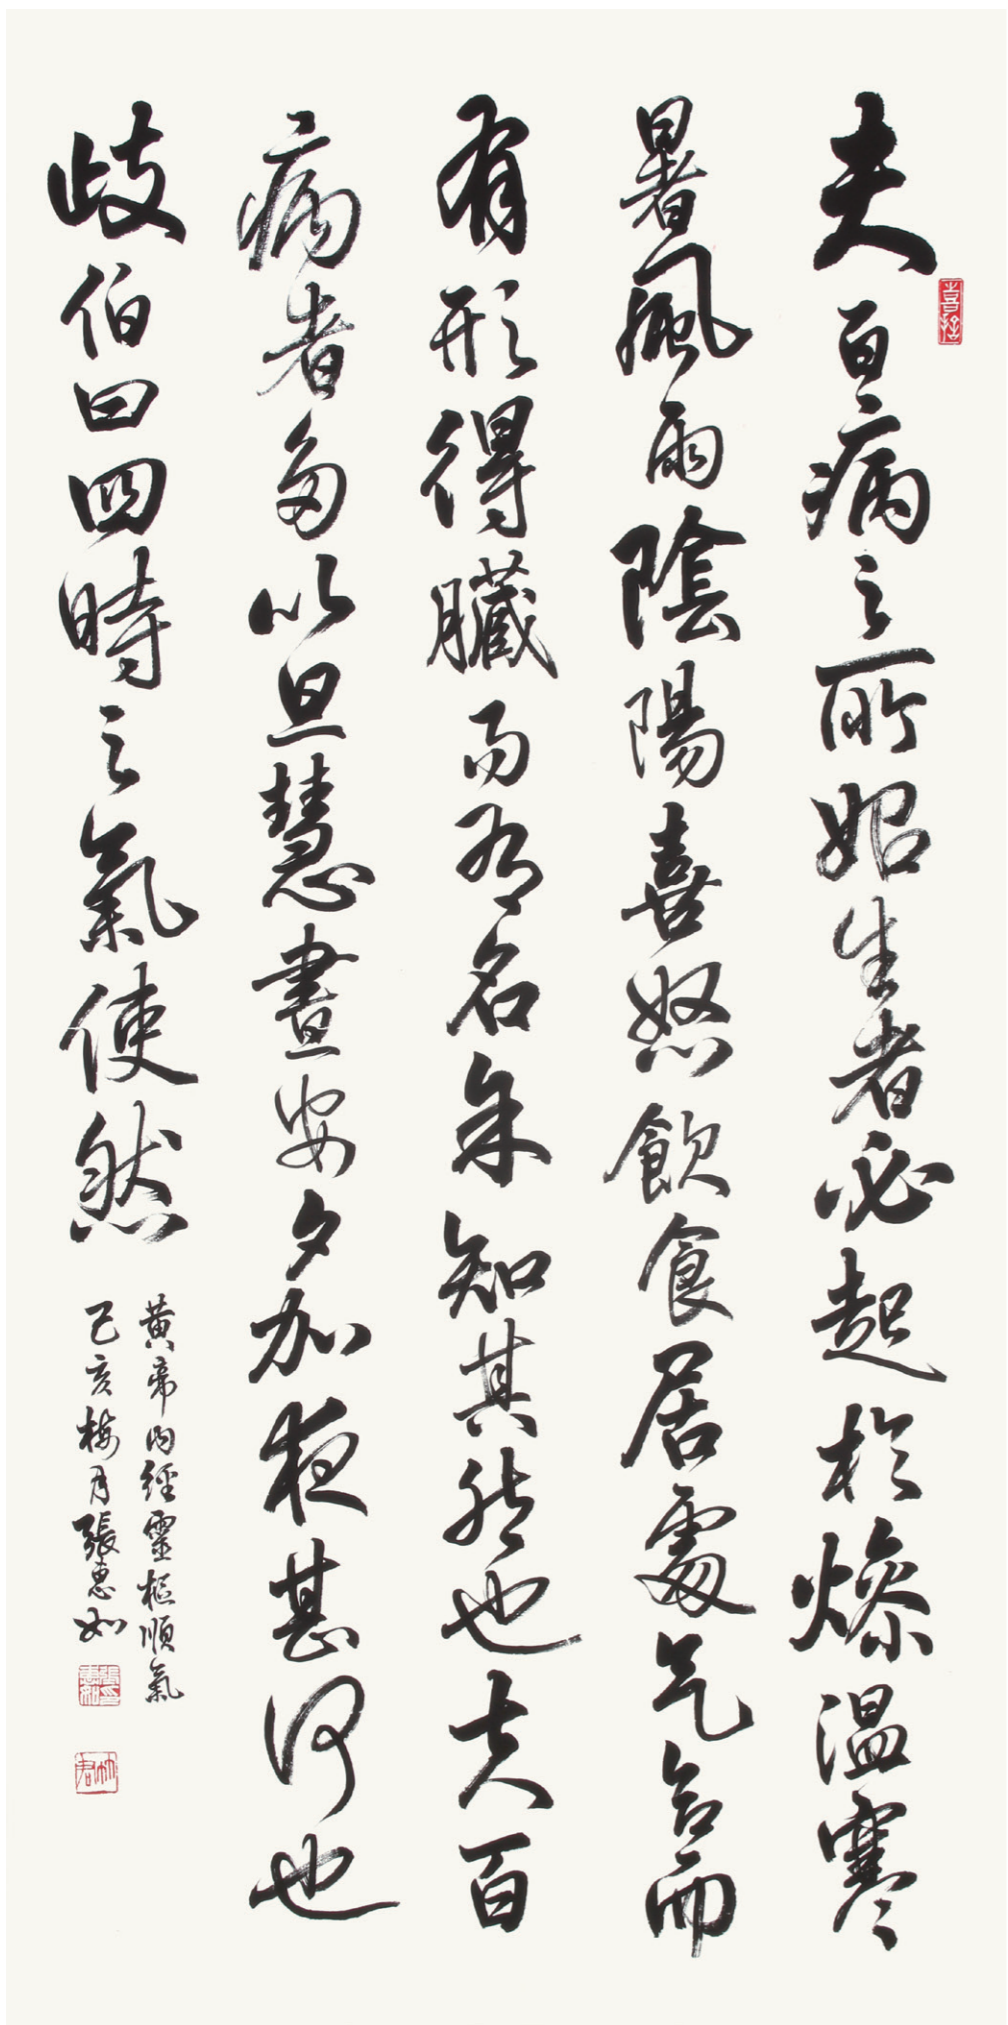 夫百病之所始生者必起於燥溫寒
暑風雨陰陽喜怒飲食居處气合而
有形得臟而有名余知其然也夫百
病者多以旦慧晝安夕加夜甚何也
歧伯曰四時之氣使然
黃帝內經靈樞順氣
己亥梅月張惠如